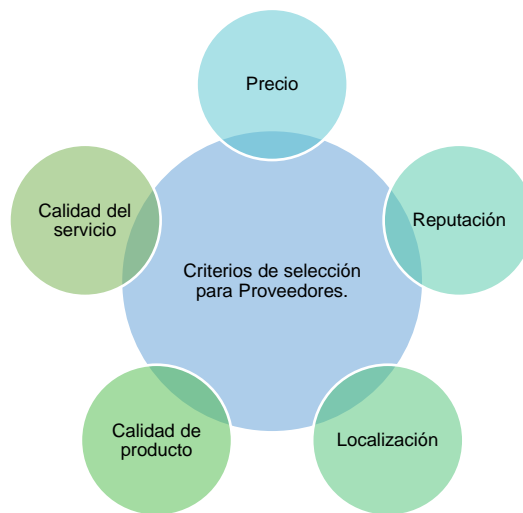 Precio
Calidad del
servicio
Reputación
Criterios de selección
para Proveedores.
Calidad de
producto
Localización